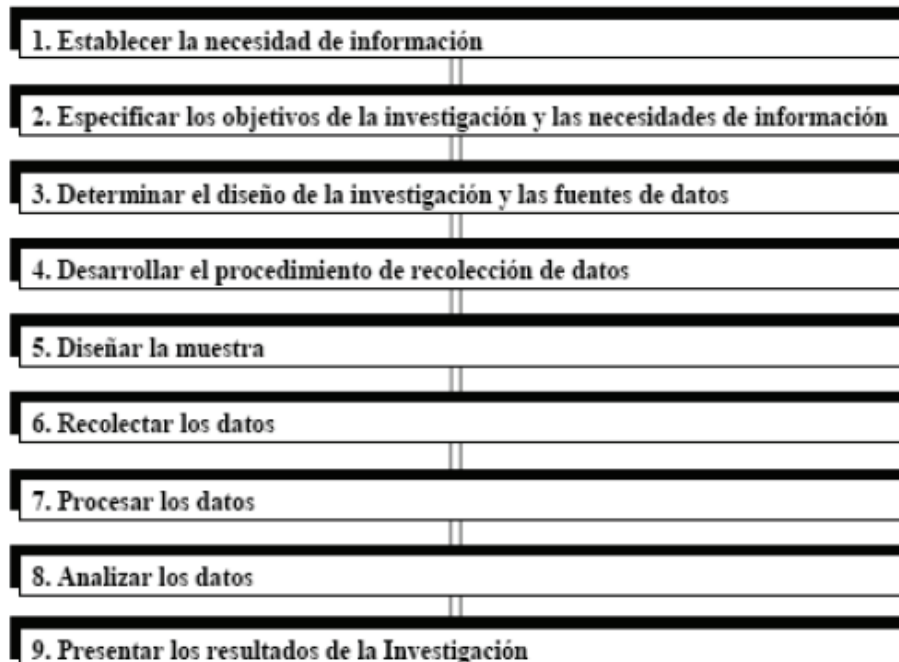 1. Establecer la necesidad de información
2. Especificar los objetivos de la investigación y las necesidades de información
3. Determinar el diseño de la investigación y las fuentes de datos
4. Desarrollar el procedimiento de recolección de datos
5. Diseñar la muestra
6. Recolectar los datos
7. Procesar los datos
8. Analizar los datos
9. Presentar los resultados de la Investigación